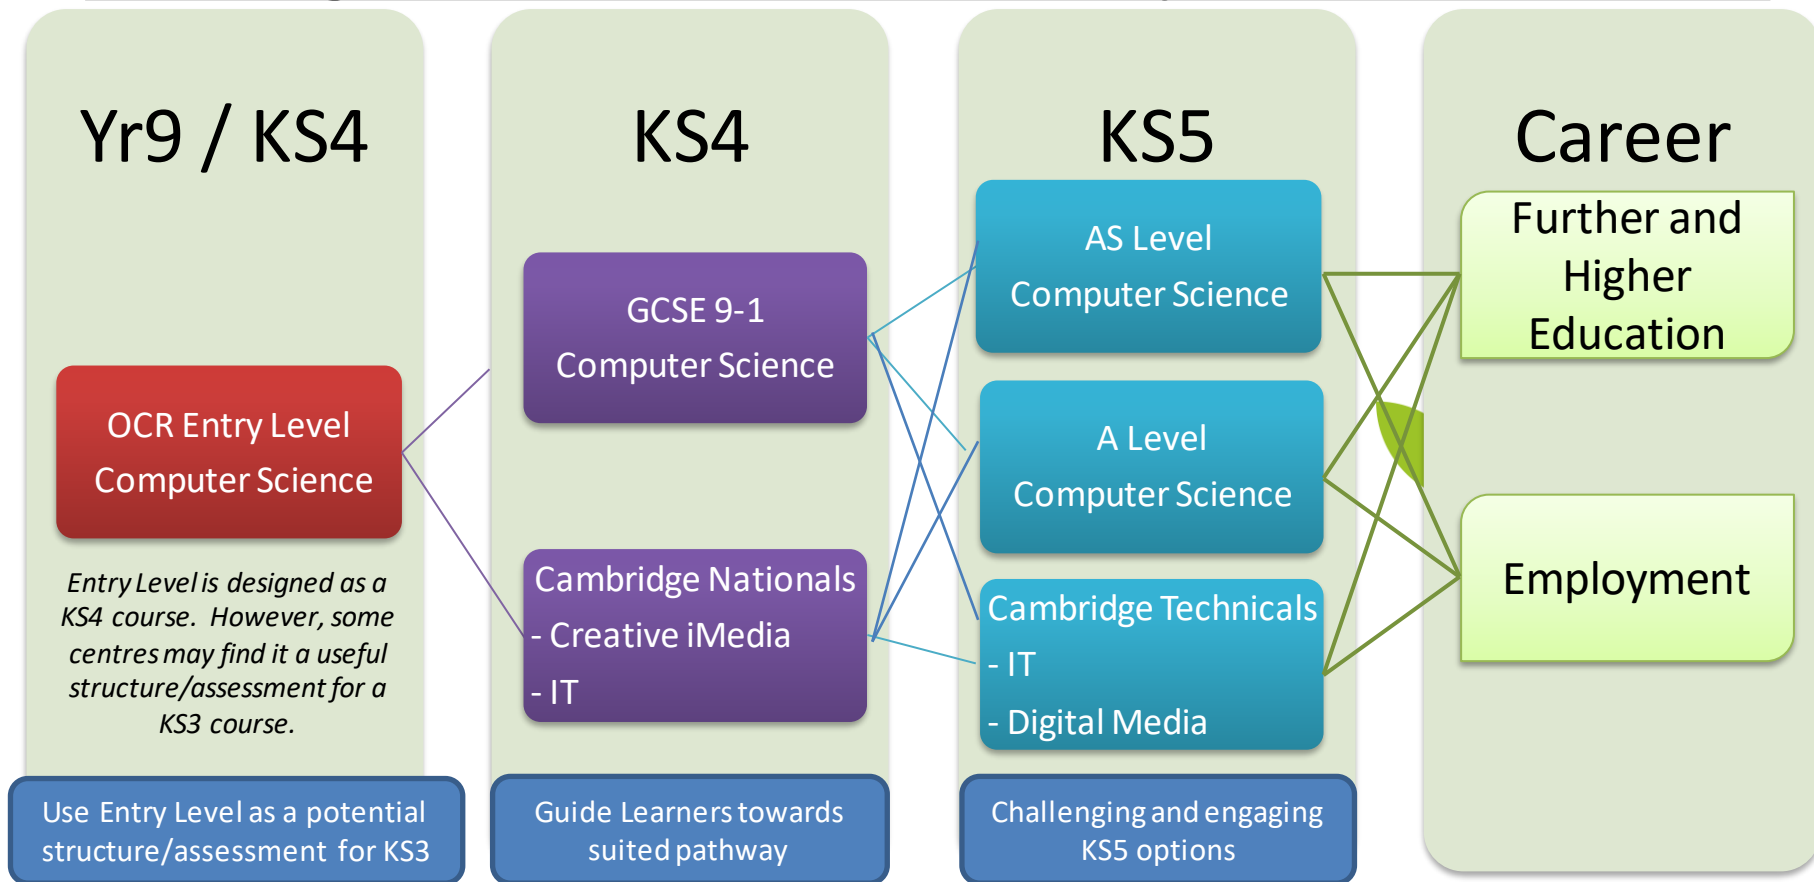 Yr9 / KS4
OCR Entry Level
Computer Science
Entry Level is designed as a
KS4 course. However, some
centres may find it a useful
structure/assessment for a
KS3 course.
Use Entry Level as a potential
structure/assessment for KS3
KS4
GCSE 9-1
Computer Science
Cambridge Nationals
- Creative iMedia
- IT
Guide Learners towards
suited pathway
KS5
AS Level
Computer Science
A Level
Computer Science
Cambridge Technicals
- IT
- Digital Media
Challenging and engaging
KS5 options
Career
Further and
Higher
Education
Employment